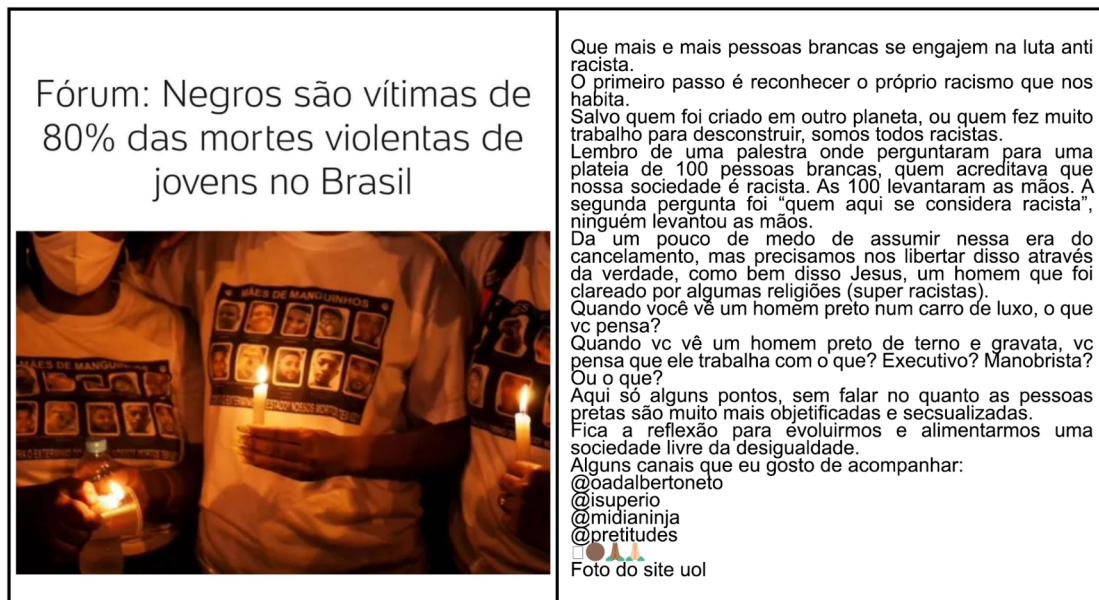 Fórum: Negros são vítimas de
80% das mortes violentas de
jovens no Brasil
MÃES DE MANGUINHOS
MÃES DE MANGUINHOS
Que mais e mais pessoas brancas se engajem na luta anti
racista.
O primeiro passo é reconhecer o próprio racismo que nos
habita.
Salvo quem foi criado em outro planeta, ou quem fez muito
trabalho para desconstruir, somos todos racistas.
Lembro de uma palestra onde perguntaram para uma
plateia de 100 pessoas brancas, quem acreditava que
nossa sociedade é racista. As 100 levantaram as mãos. A
segunda pergunta foi “quem aqui se considera racista”,
ninguém levantou as mãos.
Da um pouco de medo de assumir nessa era do
cancelamento, mas precisamos nos libertar disso através
da verdade, como bem disso Jesus, um homem que foi
clareado por algumas religiões (super racistas).
Quando você vê um homem preto num carro de luxo, o que
vc pensa?
Quando vc vê um homem preto de terno e gravata, vc
pensa que ele trabalha com o que? Executivo? Manobrista?
Ou o que?
Aqui só alguns pontos, sem falar no quanto as pessoas
pretas são muito mais objetificadas e secsualizadas.
Fica a reflexão para evoluirmos e alimentarmos uma
sociedade livre da desigualdade.
Alguns canais que eu gosto de acompanhar:
@oadalbertoneto
@isuperio
@midianinja
@pretitudes
Foto do site uol